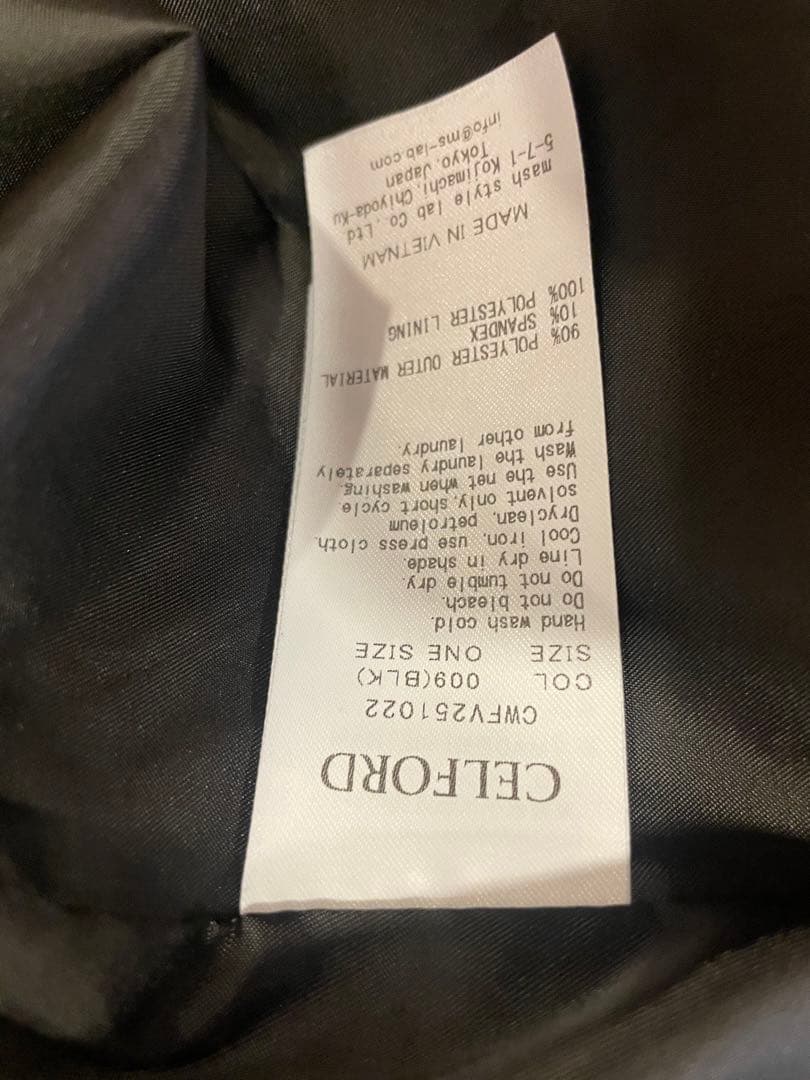 CELFORD
CWFV251022
COL 009(BLK)
SIZE ONE SIZE
Hand wash cold.
Do not bleach.
Do not tumble dry.
Line dry in shade.
Cool iron, use press cloth.
Dryclean, petroleum
solvent only, short cycle
Use the net when washing.
Wash the laundry separately
from other laundry.
90% POLYESTER OUTER MATERIAL
10% SPANDEX
100% POLYESTER LINING
MADE IN VIETNAM
mash style lab Co., Ltd
5-7-1 Kojimachi, Chiyoda-Ku
Tokyo, Japan
info@ms-lab.com